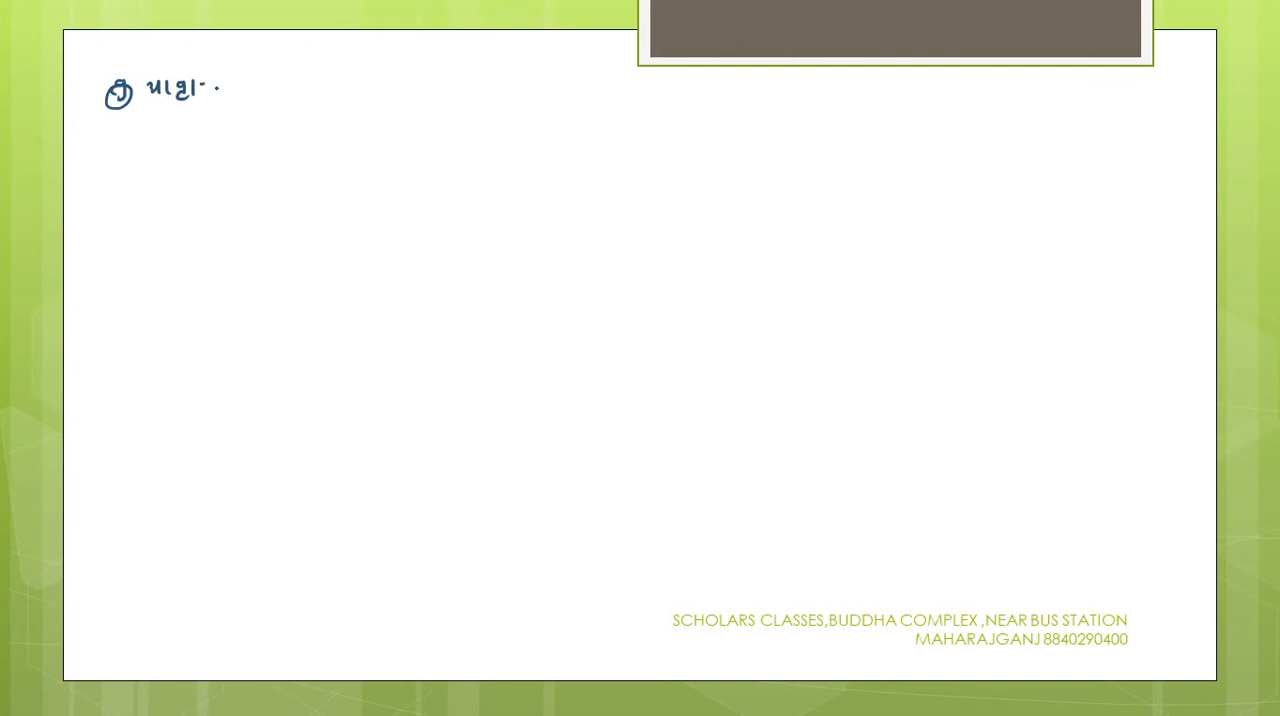 SCHOLARS CLASSES,BUDDHA COMPLEX ,NEAR BUS STATION
MAHARAJGANJ 8840290400